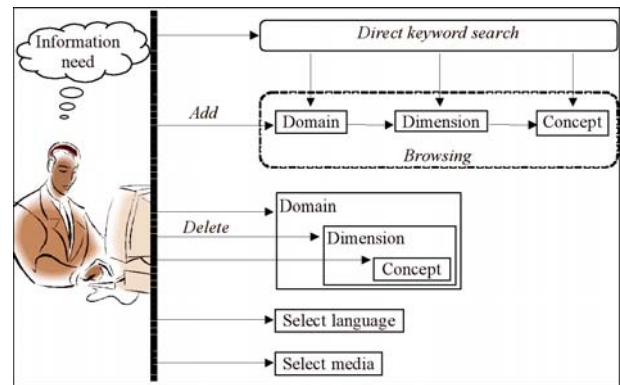 Information
need
Direct keyword search
Add
Domain
Dimension
Concept
Browsing
Delete
Domain
Dimension
Concept
Select language
Select media